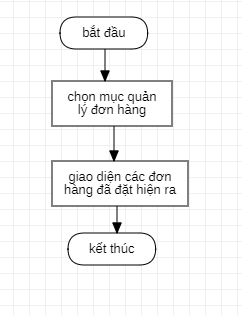 bắt đầu
chọn mục quản
lý đơn hàng
giao diện các đơn
hàng đã đặt hiện ra
kết thúc